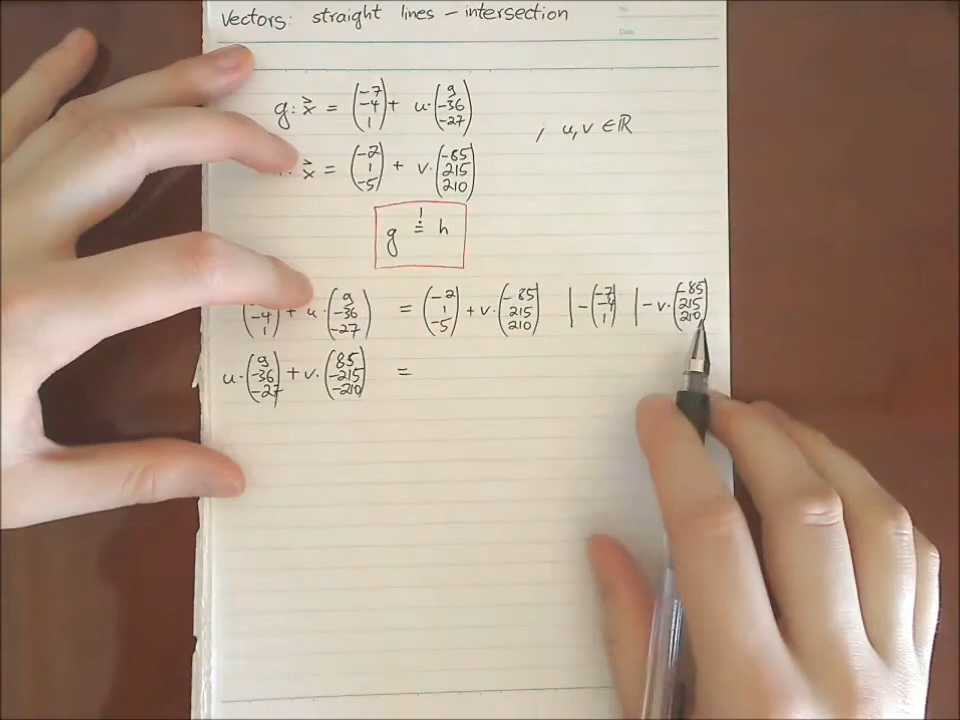 Vectors: straight lines - intersection
No.
Date
g: x⃗ = (-7 -4 1) + u·(9 -36 -27)
, u, v ∈ ℝ
: x⃗ = (-2 1 -5) + v·(-85 215 210)
g =! h
-4 1) + u·(9 -36 -27) = (-2 1 -5) + v·(-85 215 210) | -(-7 -4 1) | -v·(-85 215 210)
u·(9 -36 -27) + v·(85 -215 -210) =